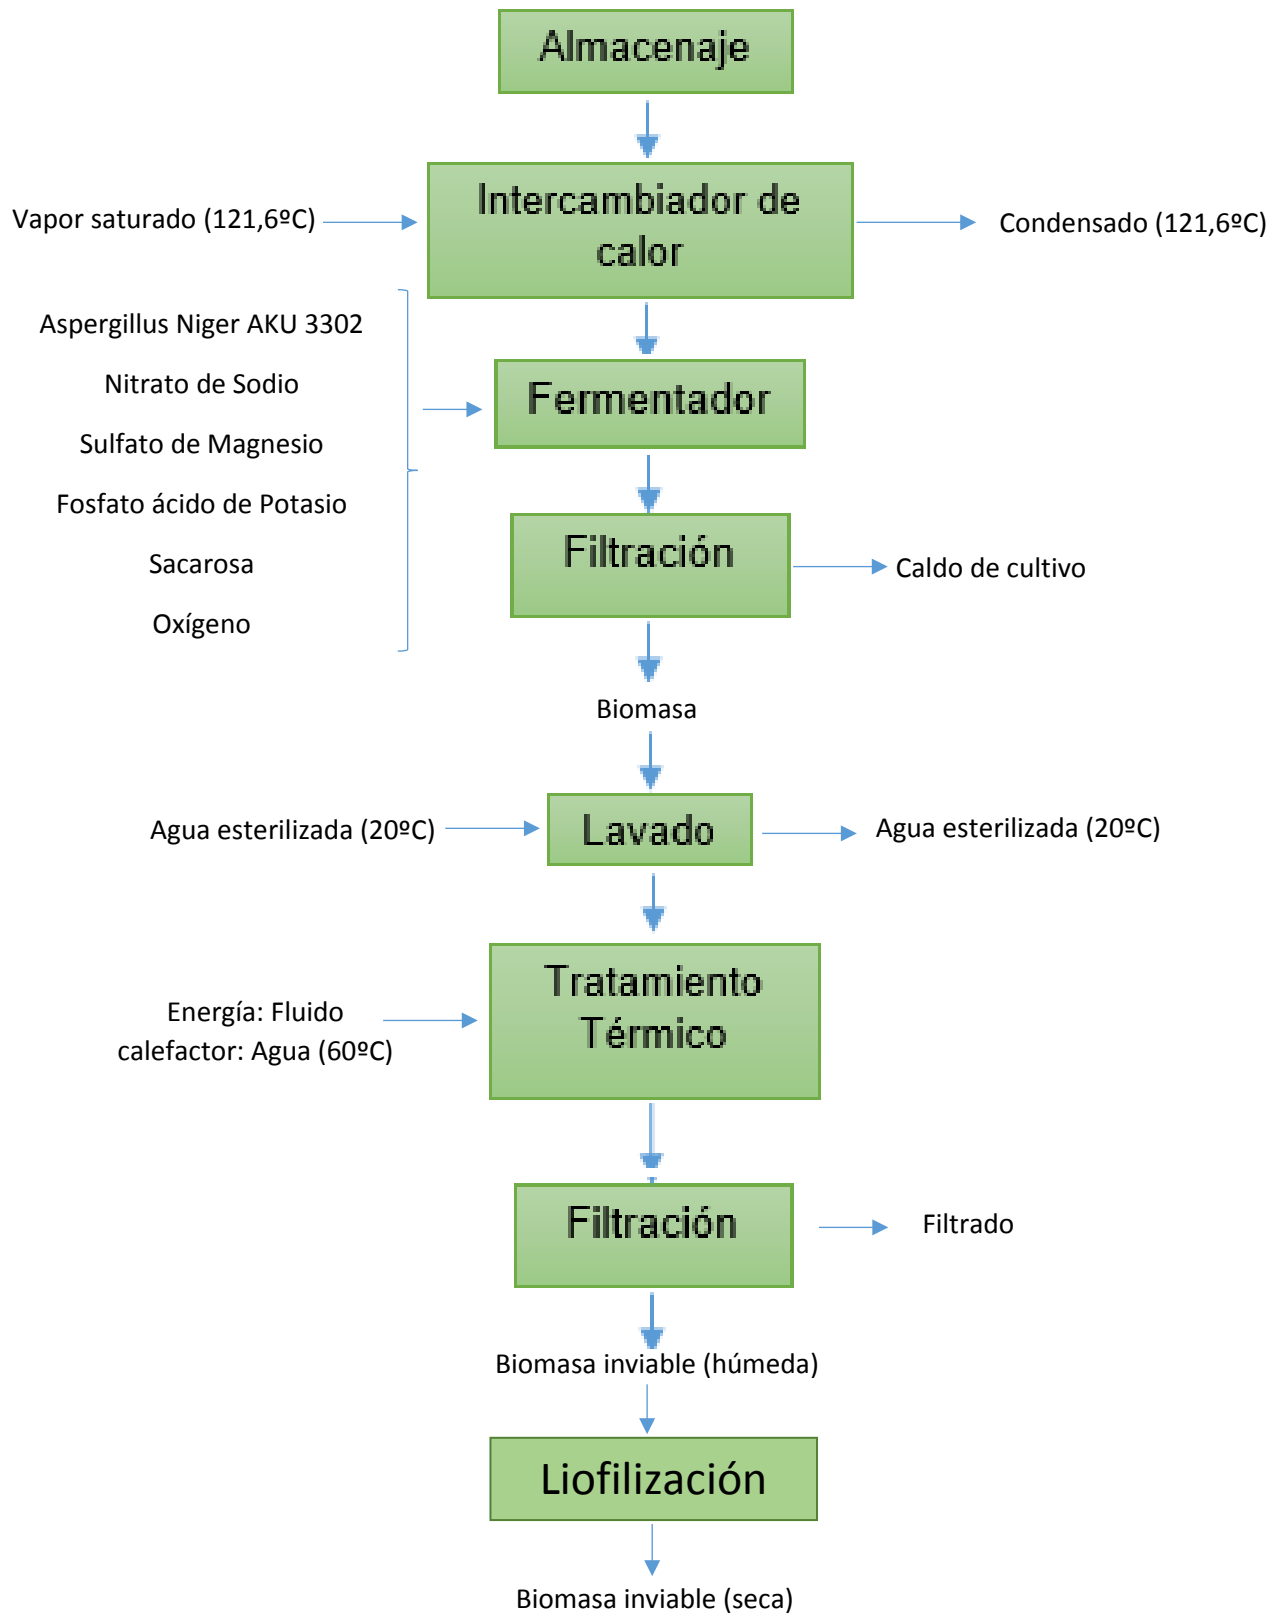 Almacenaje
Intercambiador de
calor
Vapor saturado (121,6ºC)
Condensado (121,6ºC)
Aspergillus Niger AKU 3302
Nitrato de Sodio
Sulfato de Magnesio
Fosfato ácido de Potasio
Sacarosa
Oxígeno
Fermentador
Filtración
Caldo de cultivo
Biomasa
Agua esterilizada (20ºC)
Lavado
Agua esterilizada (20ºC)
Tratamiento
Térmico
Energía: Fluido
calefactor: Agua (60ºC)
Filtración
Filtrado
Biomasa inviable (húmeda)
Liofilización
Biomasa inviable (seca)